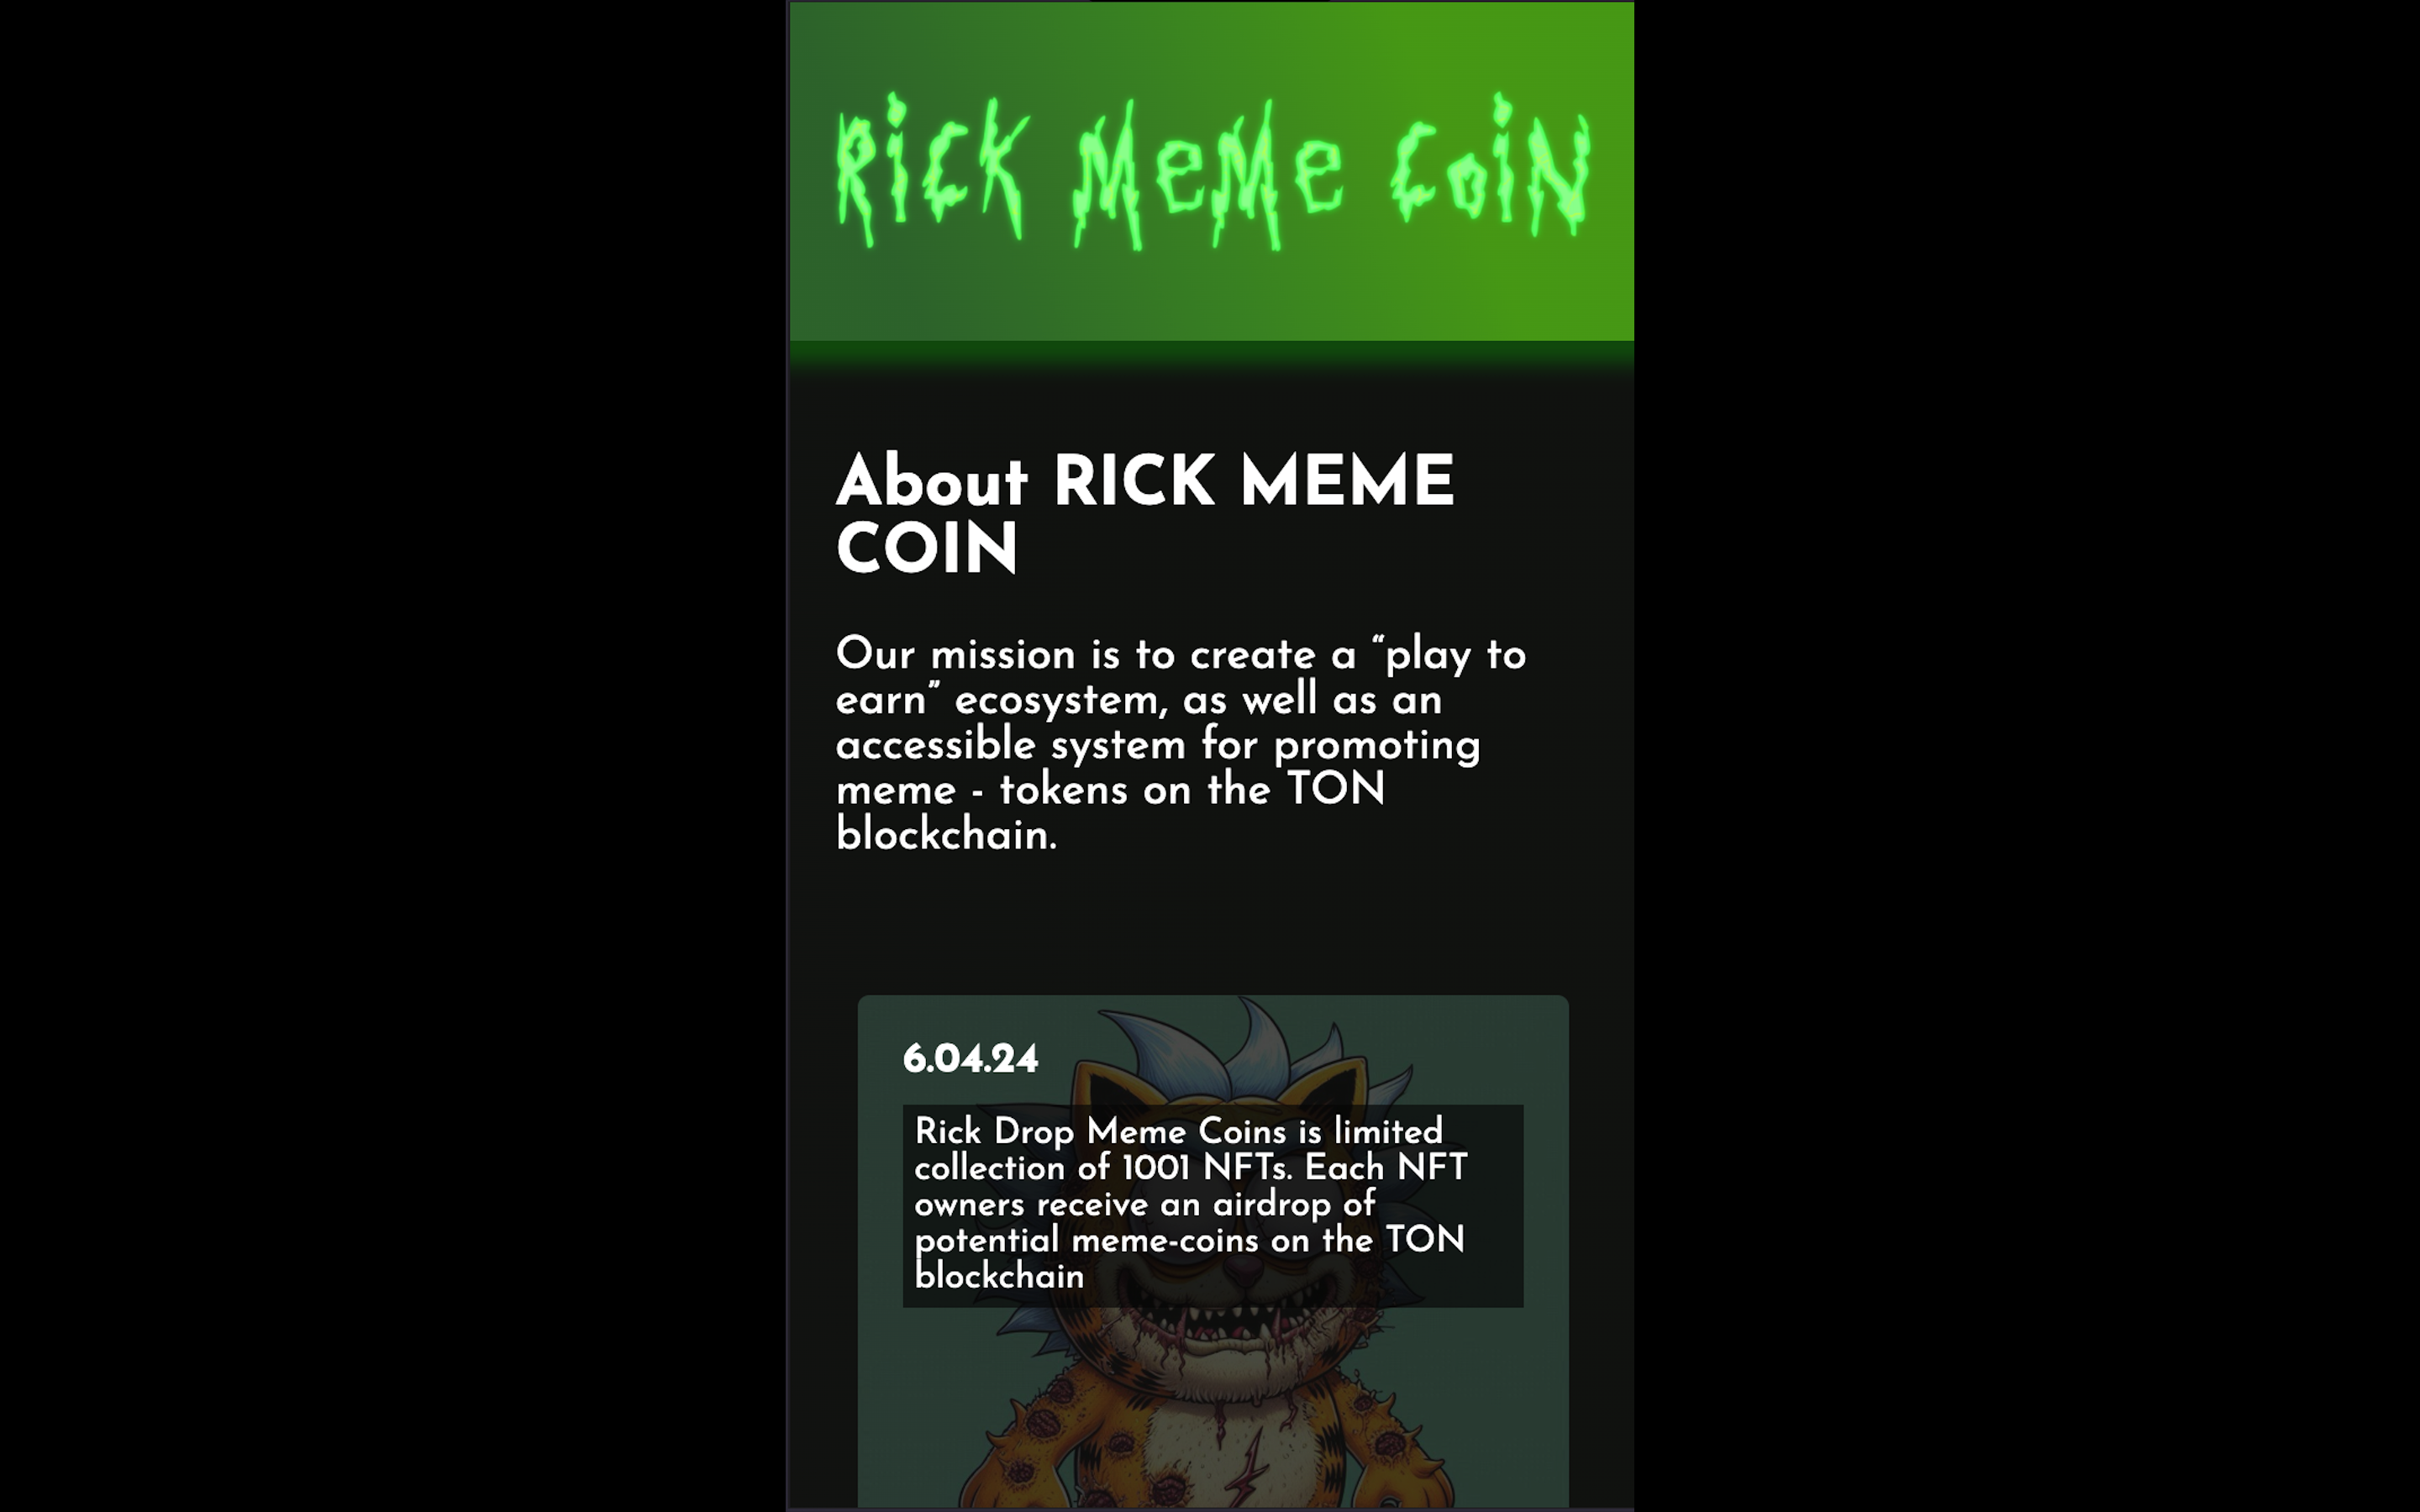 RiCK MeMe CoiN
About RICK MEME
COIN
Our mission is to create a “play to
earn” ecosystem, as well as an
accessible system for promoting
meme - tokens on the TON
blockchain.
6.04.24
Rick Drop Meme Coins is limited
collection of 1001 NFTs. Each NFT
owners receive an airdrop of
potential meme-coins on the TON
blockchain